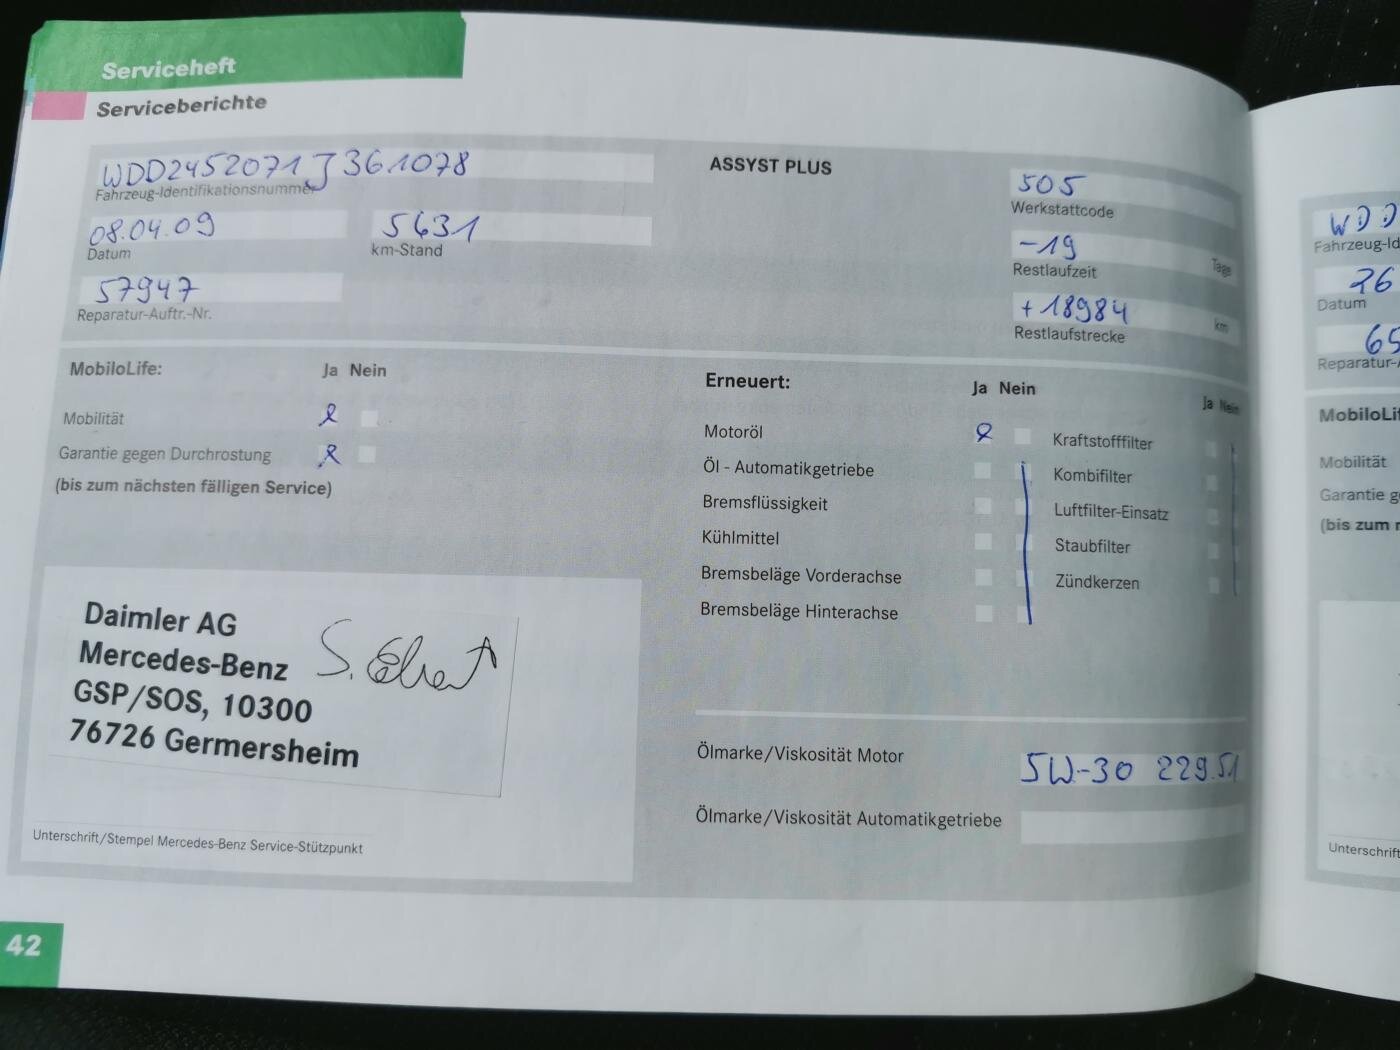 Serviceheft
Serviceberichte
WDD2452071J361078
Fahrzeug-Identifikationsnummer
08.04.09 5631
Datum km-Stand
57947
Reparatur-Auftr.-Nr.
ASSYST PLUS
505
Werkstattcode
-19
Restlaufzeit Tage
+18984
Restlaufstrecke km
MobiloLife: Ja Nein
Mobilität
Garantie gegen Durchrostung
(bis zum nächsten fälligen Service)
Erneuert: Ja Nein Ja Nein
Motoröl Kraftstofffilter
Öl - Automatikgetriebe Kombifilter
Bremsflüssigkeit Luftfilter-Einsatz
Kühlmittel Staubfilter
Bremsbeläge Vorderachse Zündkerzen
Bremsbeläge Hinterachse
Daimler AG
Mercedes-Benz
GSP/SOS, 10300
76726 Germersheim
Unterschrift/Stempel Mercedes-Benz Service-Stützpunkt
Ölmarke/Viskosität Motor 5W-30 229.51
Ölmarke/Viskosität Automatikgetriebe
42
WDD
Fahrzeug-Id
26
Datum
65
Reparatur-
MobiloLif
Mobilität
Garantie g
(bis zum
Unterschrift